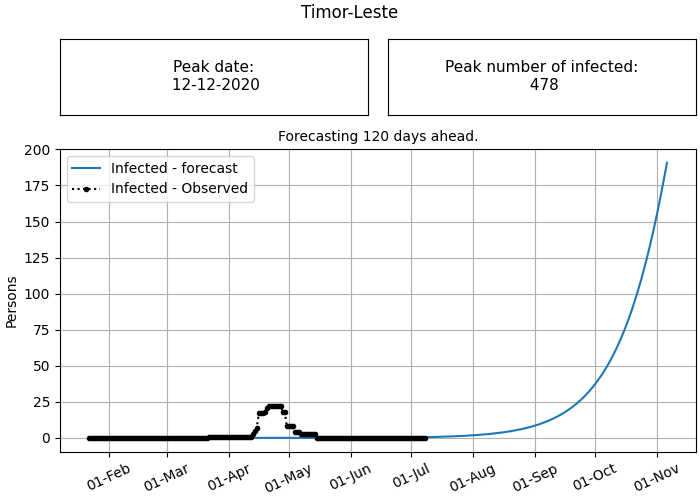 Timor-Leste
Peak date:
12-12-2020
Peak number of infected:
478
Forecasting 120 days ahead.
Infected - forecast
Infected - Observed
Persons
200
175
150
125
100
75
50
25
0
01-Feb
01-Mar
01-Apr
01-May
01-Jun
01-Jul
01-Aug
01-Sep
01-Oct
01-Nov